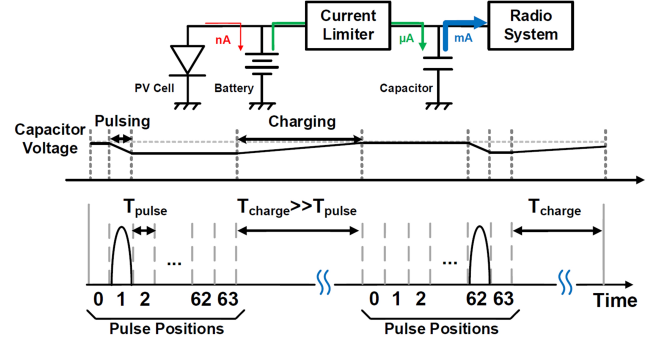 Current
Limiter
Radio
System
nA
µA
mA
PV Cell
Battery
Capacitor
Capacitor
Voltage
Pulsing
Charging
Tpulse
Tcharge>>Tpulse
Tcharge
...
...
0 1 2 62 63
0 1 2 62 63
Time
Pulse Positions
Pulse Positions